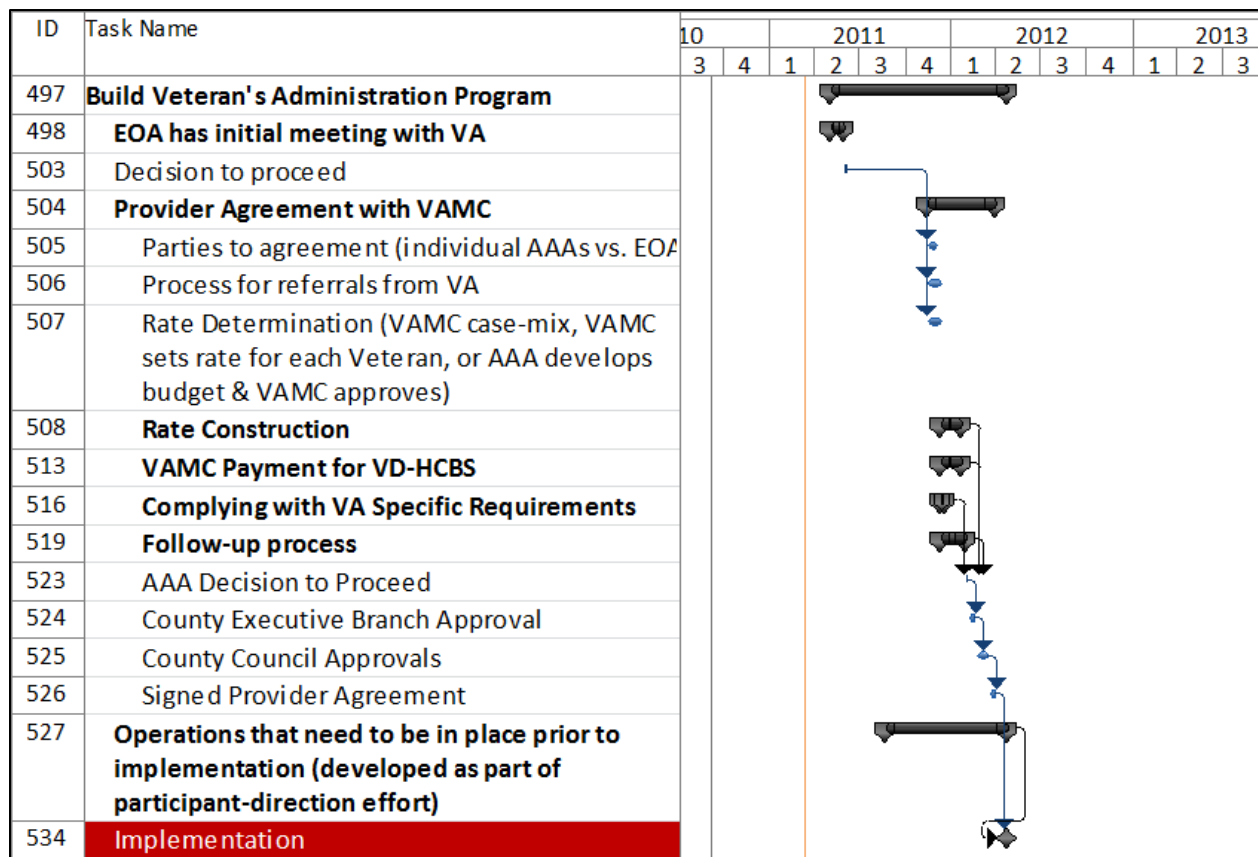 ID Task Name 10 2011 2012 2013
3 4 1 2 3 4 1 2 3 4 1 2 3
497 Build Veteran's Administration Program
498 EOA has initial meeting with VA
503 Decision to proceed
504 Provider Agreement with VAMC
505 Parties to agreement (individual AAAs vs. EOA
506 Process for referrals from VA
507 Rate Determination (VAMC case-mix, VAMC
sets rate for each Veteran, or AAA develops
budget & VAMC approves)
508 Rate Construction
513 VAMC Payment for VD-HCBS
516 Complying with VA Specific Requirements
519 Follow-up process
523 AAA Decision to Proceed
524 County Executive Branch Approval
525 County Council Approvals
526 Signed Provider Agreement
527 Operations that need to be in place prior to
implementation (developed as part of
participant-direction effort)
534 Implementation